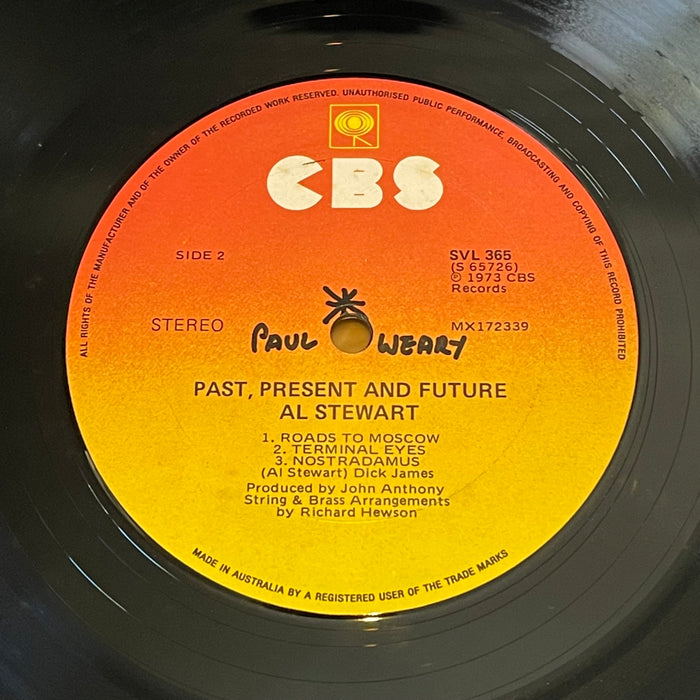 ALL RIGHTS OF THE MANUFACTURER AND OF THE OWNER OF THE RECORDED WORK RESERVED. UNAUTHORISED PUBLIC PERFORMANCE, BROADCASTING AND COPYING OF THIS RECORD PROHIBITED
CBS
SIDE 2
SVL 365
(S 65726)
℗ 1973 CBS
Records
STEREO
MX172339
PAUL WEARY
PAST, PRESENT AND FUTURE
AL STEWART
1. ROADS TO MOSCOW
2. TERMINAL EYES
3. NOSTRADAMUS
(Al Stewart) Dick James
Produced by John Anthony
String & Brass Arrangements
by Richard Hewson
MADE IN AUSTRALIA BY A REGISTERED USER OF THE TRADE MARKS